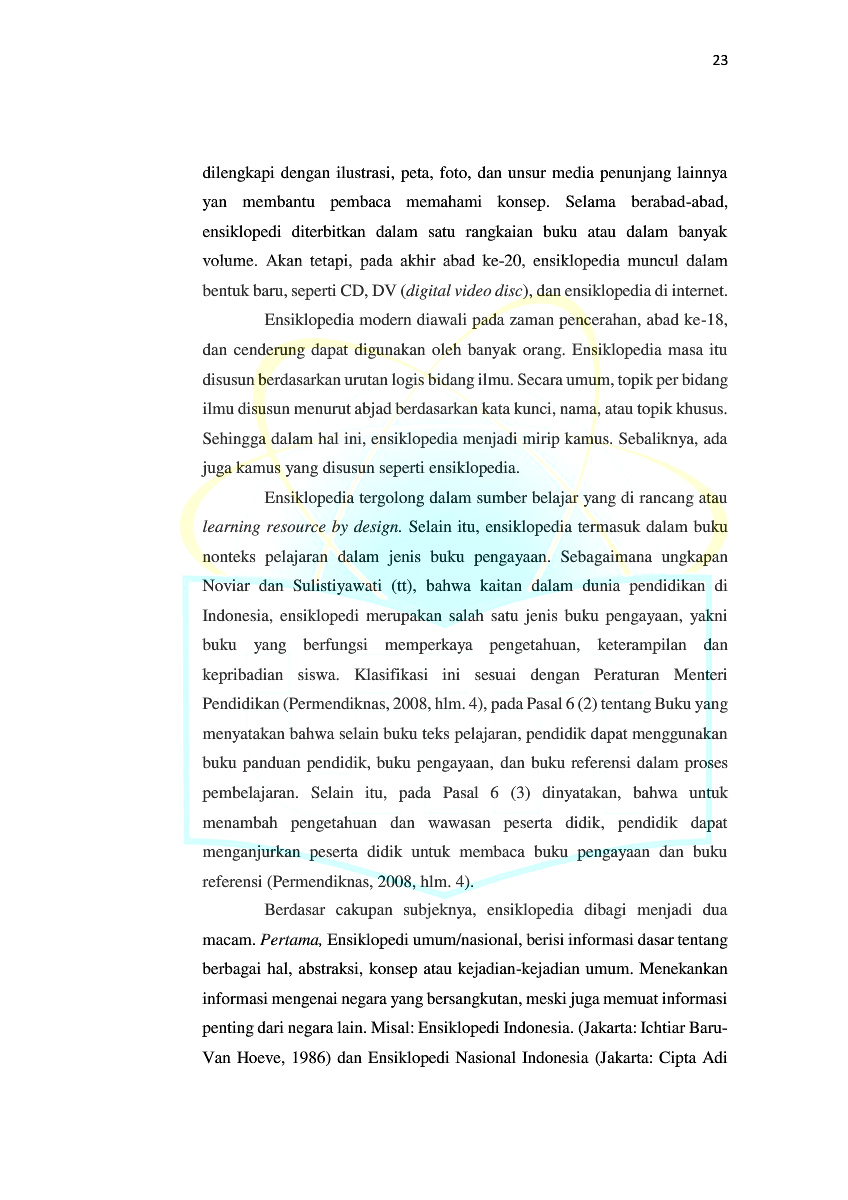 23
dilengkapi dengan ilustrasi, peta, foto, dan unsur media penunjang lainnya
yan membantu pembaca memahami konsep. Selama berabad-abad,
ensiklopedi diterbitkan dalam satu rangkaian buku atau dalam banyak
volume. Akan tetapi, pada akhir abad ke-20, ensiklopedia muncul dalam
bentuk baru, seperti CD, DV (digital video disc), dan ensiklopedia di internet.
Ensiklopedia modern diawali pada zaman pencerahan, abad ke-18,
dan cenderung dapat digunakan oleh banyak orang. Ensiklopedia masa itu
disusun berdasarkan urutan logis bidang ilmu. Secara umum, topik per bidang
ilmu disusun menurut abjad berdasarkan kata kunci, nama, atau topik khusus.
Sehingga dalam hal ini, ensiklopedia menjadi mirip kamus. Sebaliknya, ada
juga kamus yang disusun seperti ensiklopedia.
Ensiklopedia tergolong dalam sumber belajar yang di rancang atau
learning resource by design. Selain itu, ensiklopedia termasuk dalam buku
nonteks pelajaran dalam jenis buku pengayaan. Sebagaimana ungkapan
Noviar dan Sulistiyawati (tt), bahwa kaitan dalam dunia pendidikan di
Indonesia, ensiklopedi merupakan salah satu jenis buku pengayaan, yakni
buku yang berfungsi memperkaya pengetahuan, keterampilan dan
kepribadian siswa. Klasifikasi ini sesuai dengan Peraturan Menteri
Pendidikan (Permendiknas, 2008, hlm. 4), pada Pasal 6 (2) tentang Buku yang
menyatakan bahwa selain buku teks pelajaran, pendidik dapat menggunakan
buku panduan pendidik, buku pengayaan, dan buku referensi dalam proses
pembelajaran. Selain itu, pada Pasal 6 (3) dinyatakan, bahwa untuk
menambah pengetahuan dan wawasan peserta didik, pendidik dapat
menganjurkan peserta didik untuk membaca buku pengayaan dan buku
referensi (Permendiknas, 2008, hlm. 4).
Berdasar cakupan subjeknya, ensiklopedia dibagi menjadi dua
macam. Pertama, Ensiklopedi umum/nasional, berisi informasi dasar tentang
berbagai hal, abstraksi, konsep atau kejadian-kejadian umum. Menekankan
informasi mengenai negara yang bersangkutan, meski juga memuat informasi
penting dari negara lain. Misal: Ensiklopedi Indonesia. (Jakarta: Ichtiar Baru-
Van Hoeve, 1986) dan Ensiklopedi Nasional Indonesia (Jakarta: Cipta Adi